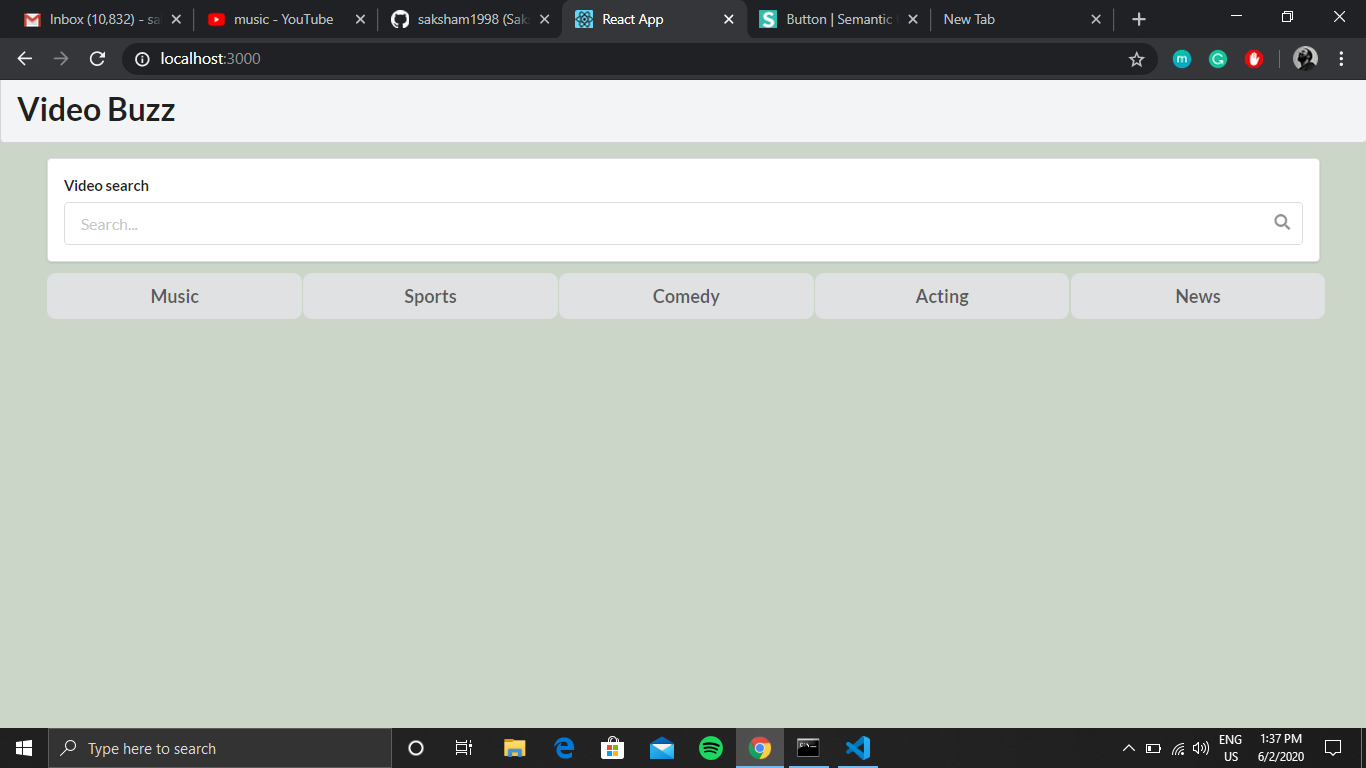 Inbox (10,832) - sa
music - YouTube
saksham1998 (Sak
React App
Button | Semantic
New Tab
localhost:3000
m
G
Video Buzz
Video search
Search...
Music
Sports
Comedy
Acting
News
Type here to search
ENG
US
1:37 PM
6/2/2020